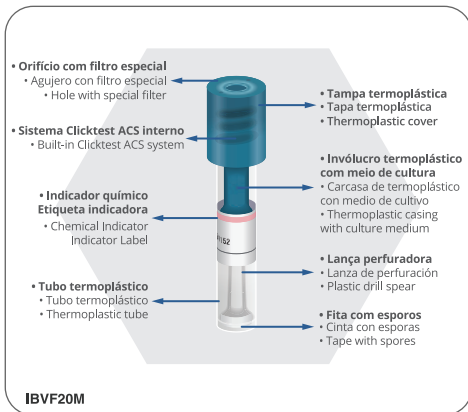 • Orifício com filtro especial
• Agujero con filtro especial
• Hole with special filter
• Sistema Clicktest ACS interno
• Built-in Clicktest ACS system
• Indicador químico
Etiqueta indicadora
• Chemical Indicator
Indicator Label
• Tubo termoplástico
• Tubo termoplástico
• Thermoplastic tube
• Tampa termoplástica
• Tapa termoplástica
• Thermoplastic cover
• Invólucro termoplástico
com meio de cultura
• Carcasa de termoplástico
con medio de cultivo
• Thermoplastic casing
with culture medium
• Lança perfuradora
• Lanza de perfuración
• Plastic drill spear
• Fita com esporos
• Cinta con esporas
• Tape with spores
IBVF20M